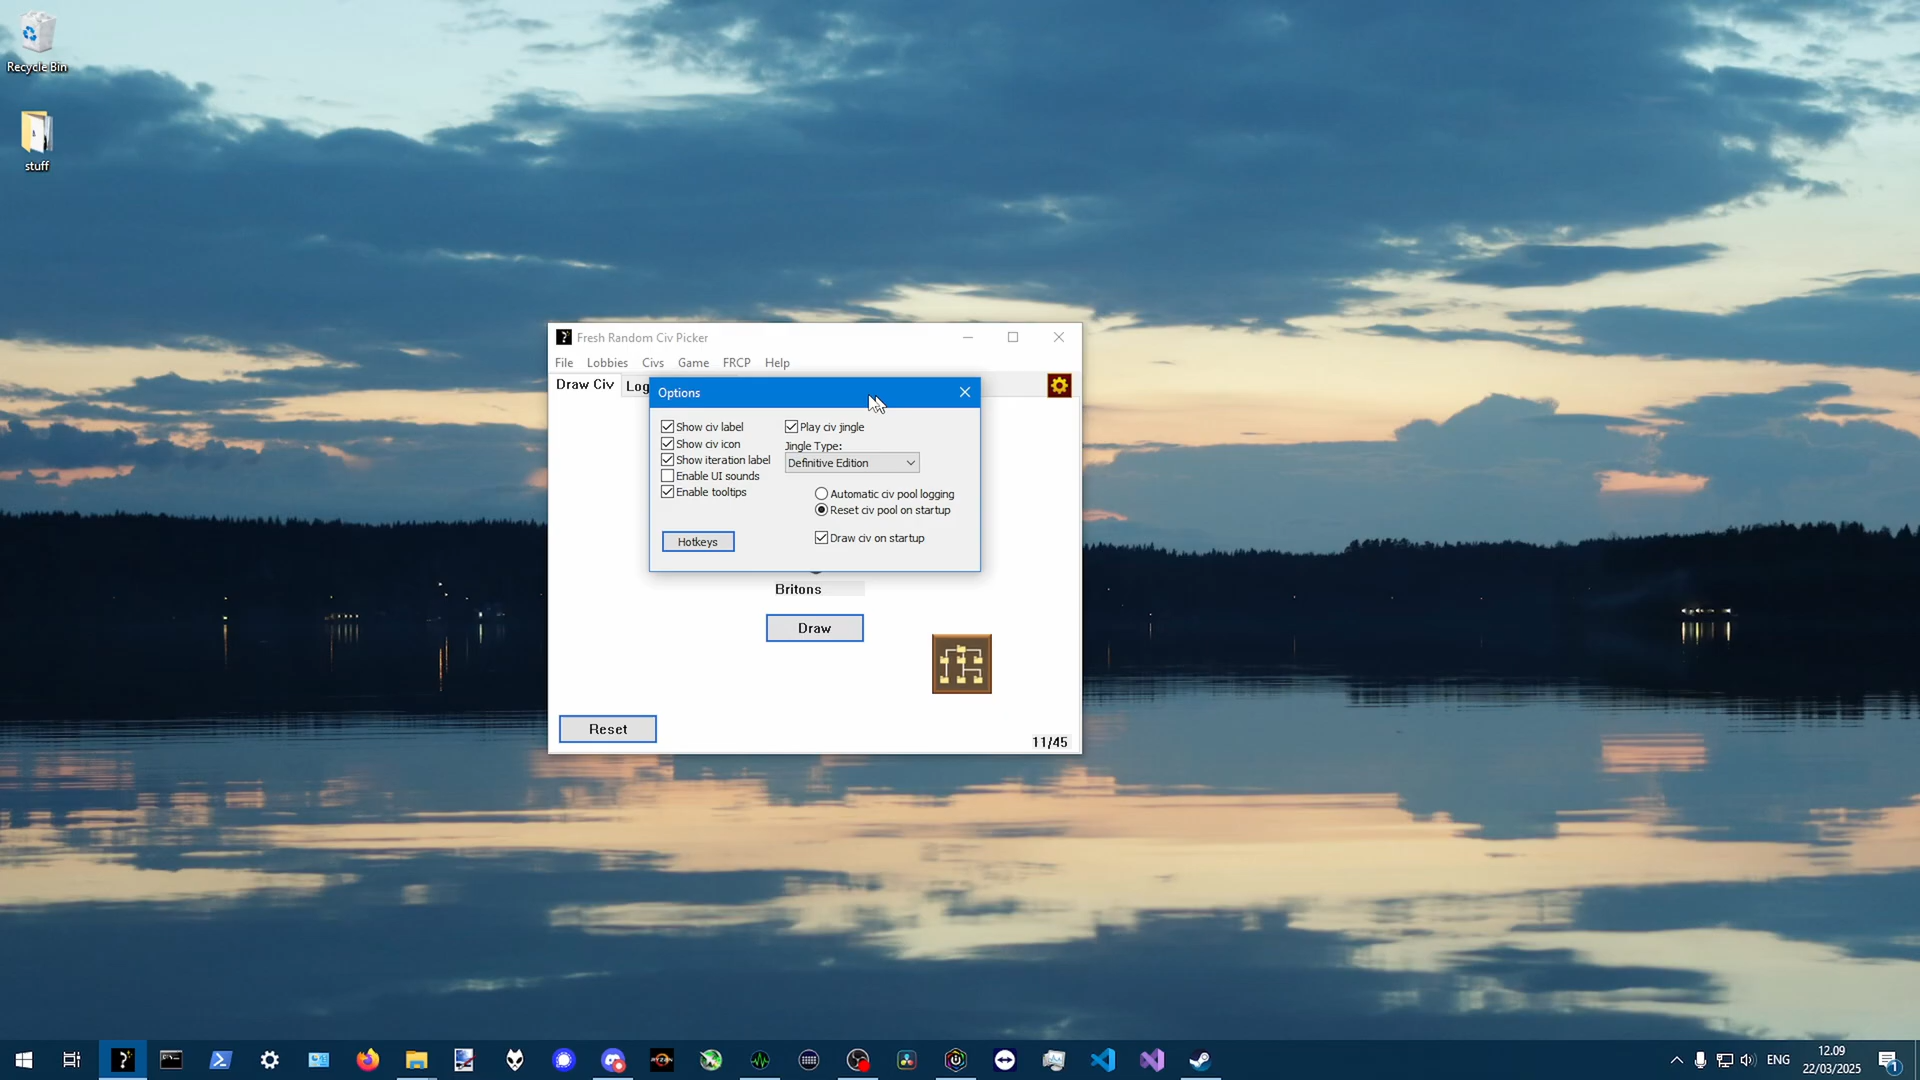 Recycle Bin
stuff
Fresh Random Civ Picker
File Lobbies Civs Game FRCP Help
Draw Civ Log
Options
Show civ label
Show civ icon
Show iteration label
Enable UI sounds
Enable tooltips
Hotkeys
Play civ jingle
Jingle Type:
Definitive Edition
Automatic civ pool logging
Reset civ pool on startup
Draw civ on startup
Britons
Draw
Reset
11/45
RYZEN
ENG
12.09
22/03/2025
1